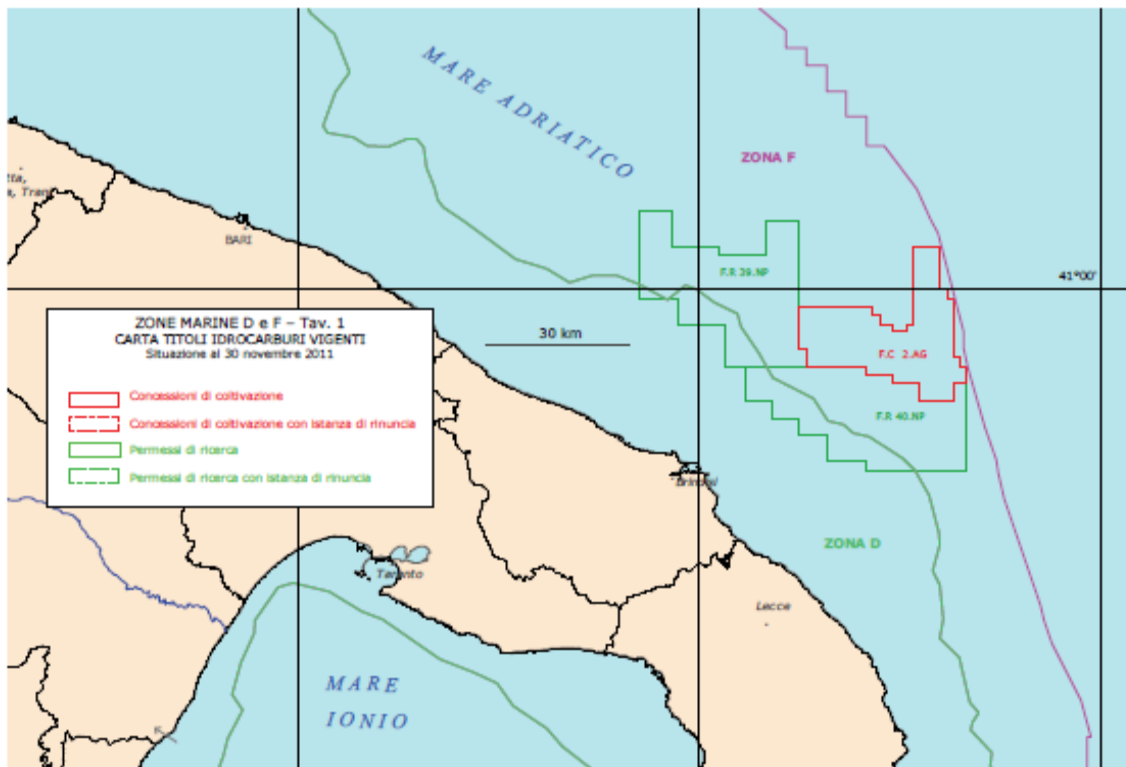 MARE ADRIATICO
ZONA F
BARI
F.R 39.NP
41°00'
ZONE MARINE D e F – Tav. 1
CARTA TITOLI IDROCARBURI VIGENTI
Situazione al 30 novembre 2011
30 km
F.C 2.AG
Concessioni di coltivazione
Concessioni di coltivazione con istanza di rinuncia
Permessi di ricerca
Permessi di ricerca con istanza di rinuncia
F.R 40.NP
Brindisi
ZONA D
Taranto
Lecce
MARE
IONIO